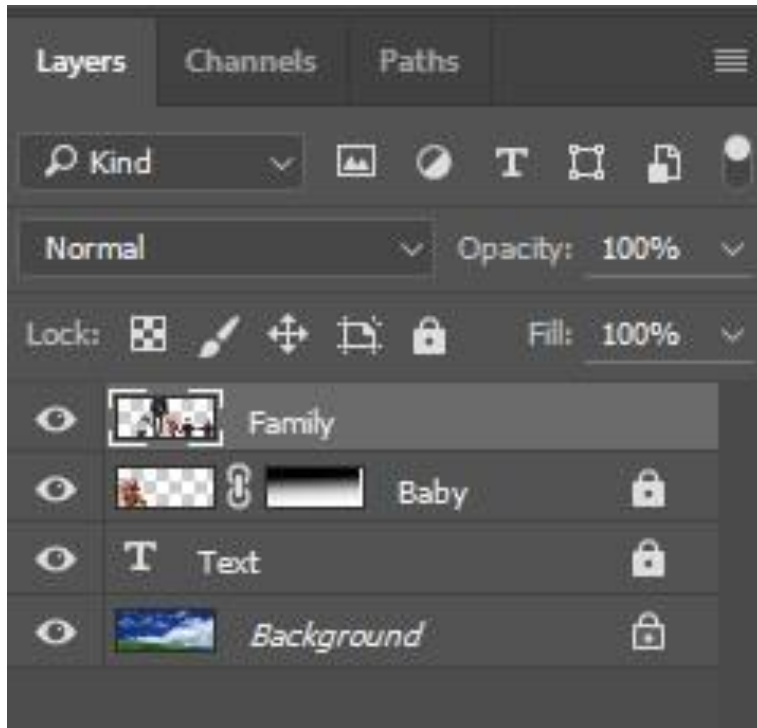 Layers Channels Paths
Kind T
Normal Opacity: 100%
Lock: Fill: 100%
Family
Baby
T Text
Background